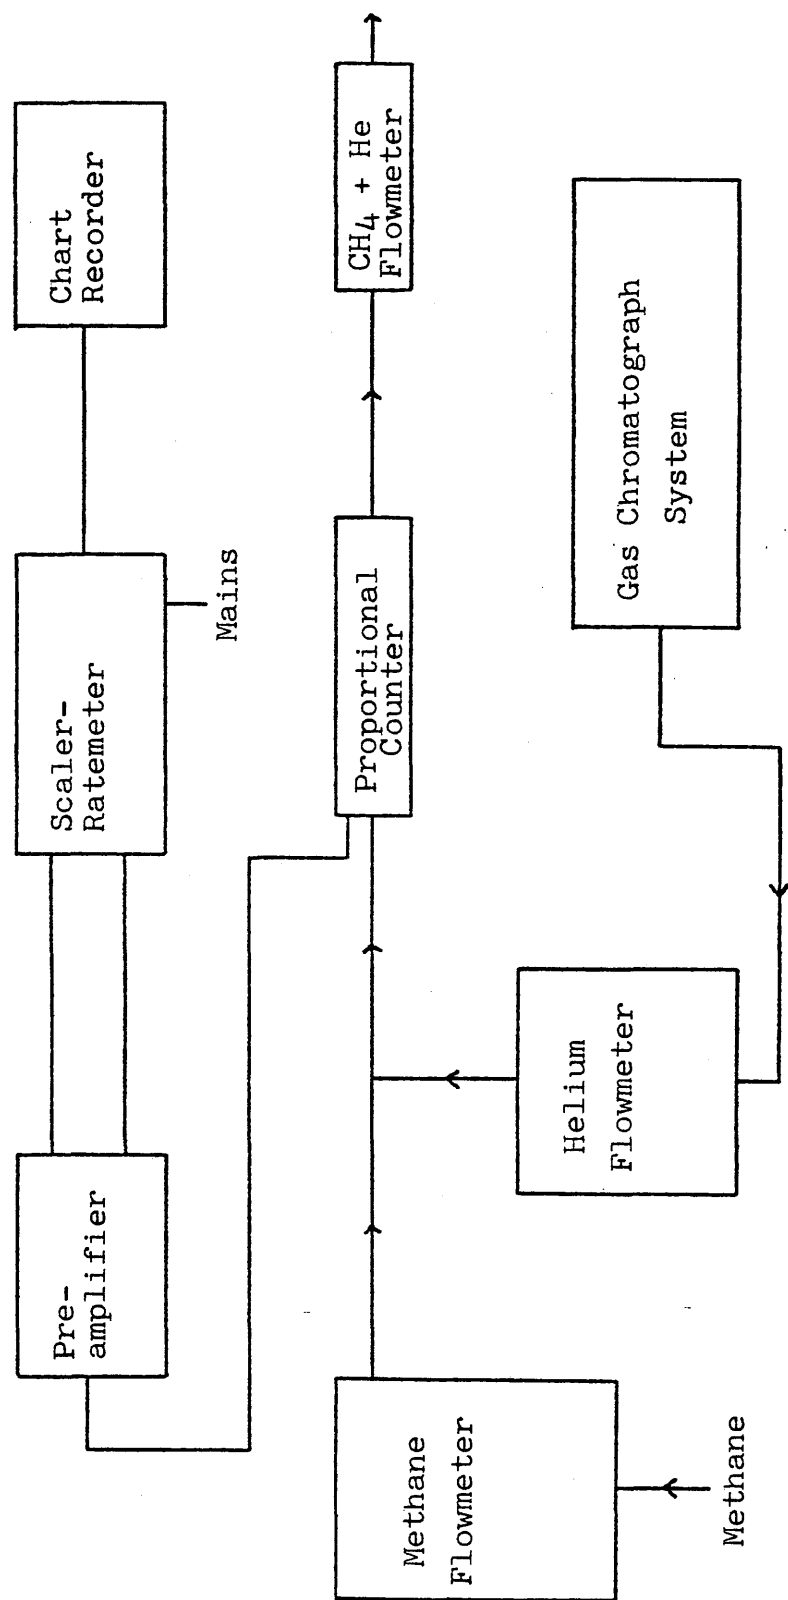 Pre-
amplifier
Scaler-
Ratemeter
Mains
Chart
Recorder
Methane
Flowmeter
Methane
Proportional
Counter
CH4 + He
Flowmeter
Helium
Flowmeter
Gas Chromatograph
System